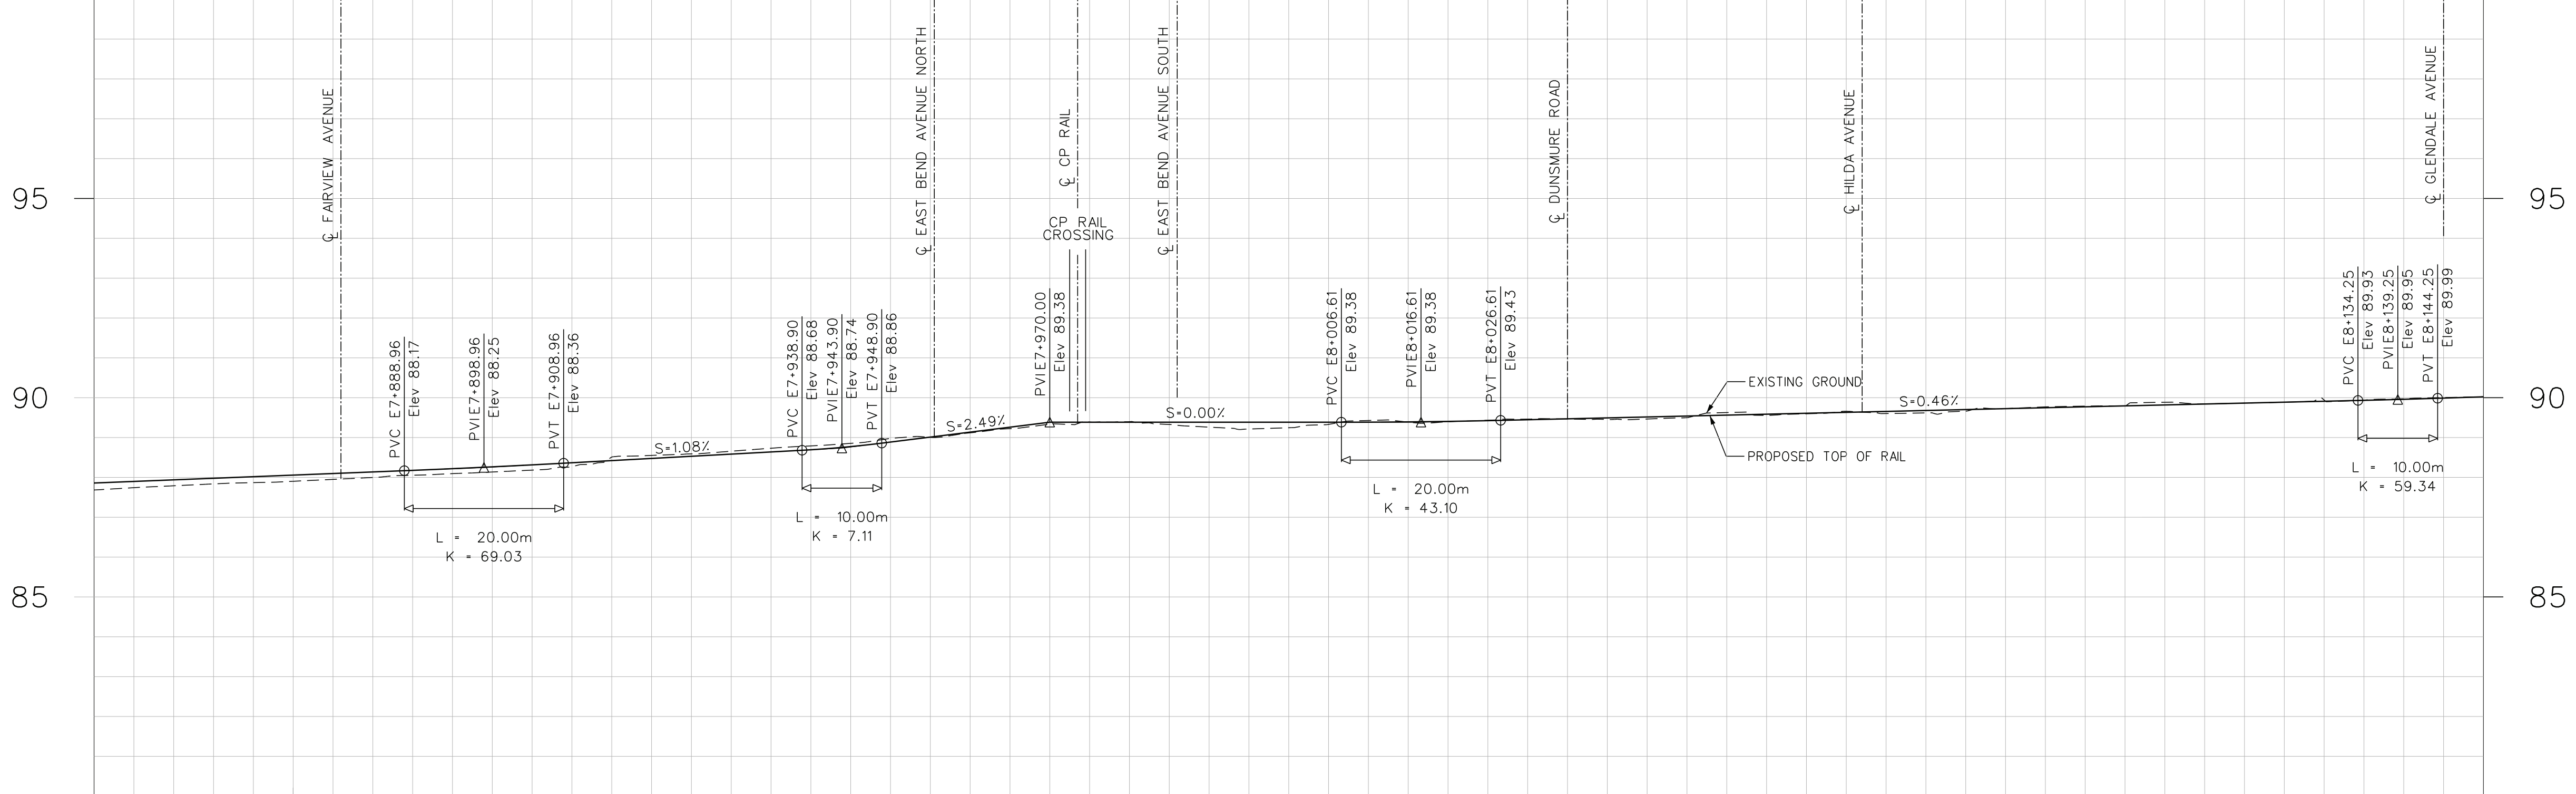 ℄ FAIRVIEW AVENUE
℄ EAST BEND AVENUE NORTH
℄ CP RAIL
℄ EAST BEND AVENUE SOUTH
℄ DUNSMURE ROAD
℄ HILDA AVENUE
℄ GLENDALE AVENUE
95
95
CP RAIL
CROSSING
PVC E7+888.96
Elev 88.17
PVIE7+898.96
Elev 88.25
PVT E7+908.96
Elev 88.36
PVC E7+938.90
Elev 88.68
PVIE7+943.90
Elev 88.74
PVT E7+948.90
Elev 88.86
PVIE7+970.00
Elev 89.38
PVC E8+006.61
Elev 89.38
PVIE8+016.61
Elev 89.38
PVT E8+026.61
Elev 89.43
PVC E8+134.25
Elev 89.93
PVIE8+139.25
Elev 89.95
PVT E8+144.25
Elev 89.99
90
90
EXISTING GROUND
S=1.08%
S=2.49%
S=0.00%
S=0.46%
PROPOSED TOP OF RAIL
L = 20.00m
K = 69.03
L = 10.00m
K = 7.11
L = 20.00m
K = 43.10
L = 10.00m
K = 59.34
85
85